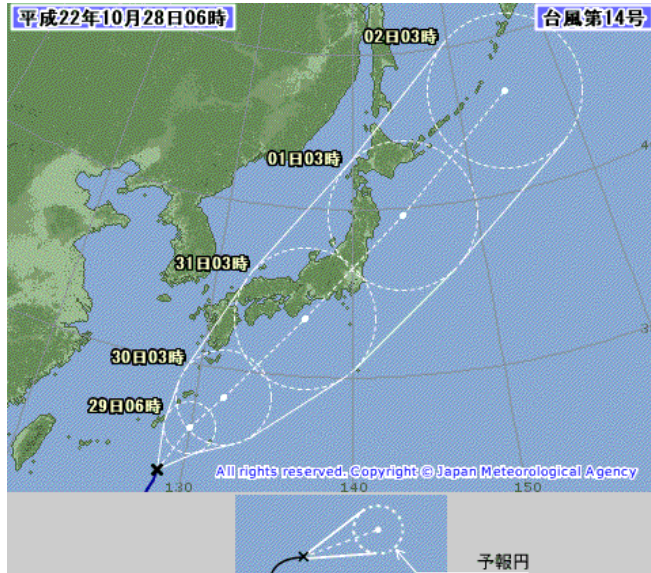 平成22年10月28日06時
台風第14号
02日03時
01日03時
31日03時
30日03時
29日06時
40
30
All rights reserved. Copyright © Japan Meteorological Agency
130
140
150
予報円